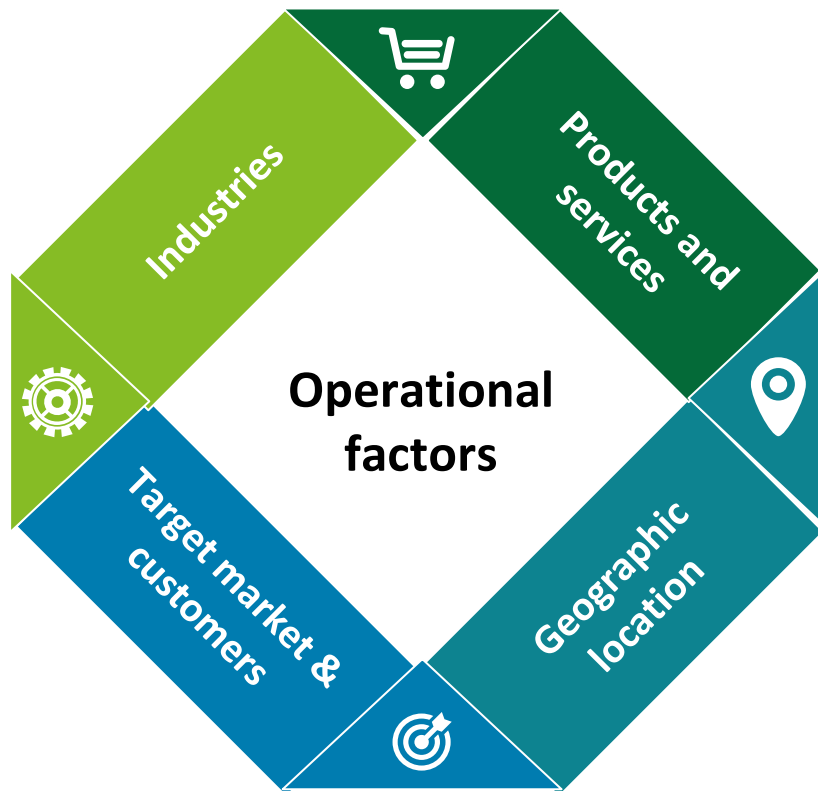 Industries
Products and
services
Operational
factors
Target market &
customers
Geographic
location